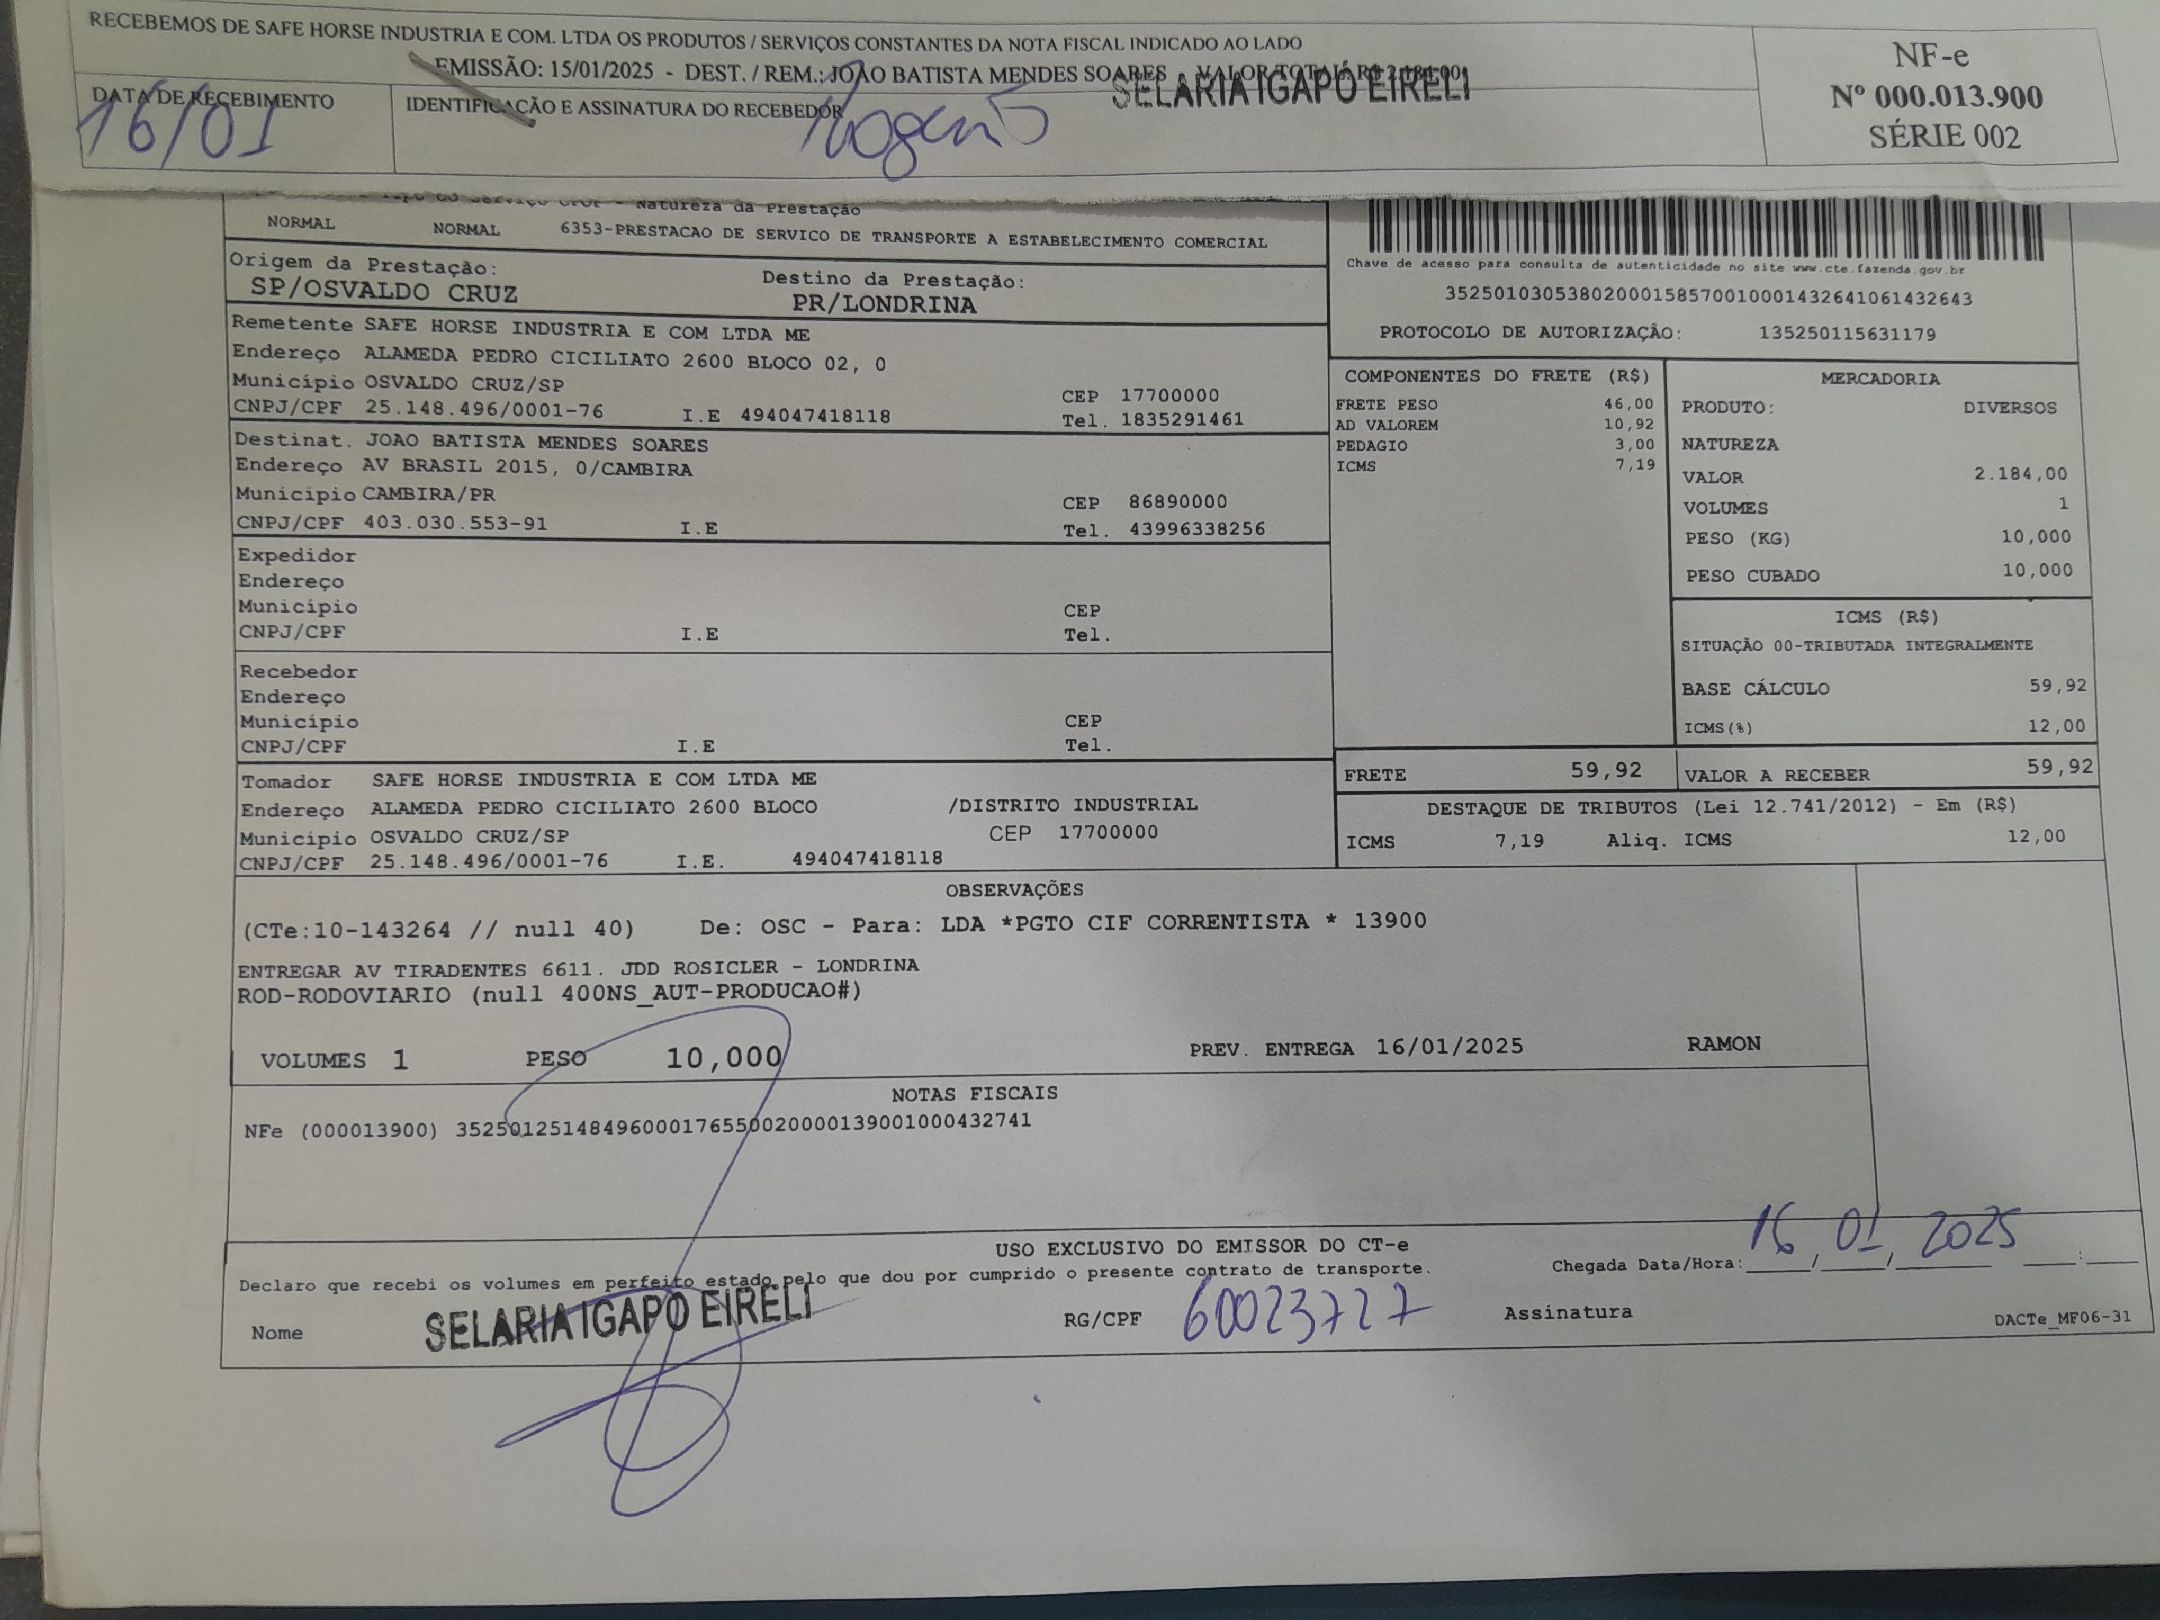 RECEBEMOS DE SAFE HORSE INDUSTRIA E COM. LTDA OS PRODUTOS / SERVIÇOS CONSTANTES DA NOTA FISCAL INDICADO AO LADO
EMISSÃO: 15/01/2025 - DEST. / REM.: JOAO BATISTA MENDES SOARES VALOR TOTAL: R$ 2.184,00
SELARIA IGAPO EIRELI
DATA DE RECEBIMENTO
16/01
IDENTIFICAÇÃO E ASSINATURA DO RECEBEDOR
NF-e
Nº 000.013.900
SÉRIE 002
Natureza da Prestação
NORMAL NORMAL 6353-PRESTACAO DE SERVICO DE TRANSPORTE A ESTABELECIMENTO COMERCIAL
Origem da Prestação: Destino da Prestação:
SP/OSVALDO CRUZ PR/LONDRINA
Chave de acesso para consulta de autenticidade no site www.cte.fazenda.gov.br
35250103053802000158570010001432641061432643
PROTOCOLO DE AUTORIZAÇÃO: 135250115631179
Remetente SAFE HORSE INDUSTRIA E COM LTDA ME
Endereço ALAMEDA PEDRO CICILIATO 2600 BLOCO 02, 0
Município OSVALDO CRUZ/SP CEP 17700000
CNPJ/CPF 25.148.496/0001-76 I.E 494047418118 Tel. 1835291461
Destinat. JOAO BATISTA MENDES SOARES
Endereço AV BRASIL 2015, 0/CAMBIRA
Município CAMBIRA/PR CEP 86890000
CNPJ/CPF 403.030.553-91 I.E Tel. 43996338256
Expedidor
Endereço
Município CEP
CNPJ/CPF I.E Tel.
Recebedor
Endereço
Município CEP
CNPJ/CPF I.E Tel.
Tomador SAFE HORSE INDUSTRIA E COM LTDA ME
Endereço ALAMEDA PEDRO CICILIATO 2600 BLOCO /DISTRITO INDUSTRIAL
Município OSVALDO CRUZ/SP CEP 17700000
CNPJ/CPF 25.148.496/0001-76 I.E. 494047418118
COMPONENTES DO FRETE (R$)
FRETE PESO 46,00
AD VALOREM 10,92
PEDAGIO 3,00
ICMS 7,19
MERCADORIA
PRODUTO: DIVERSOS
NATUREZA
VALOR 2.184,00
VOLUMES 1
PESO (KG) 10,000
PESO CUBADO 10,000
ICMS (R$)
SITUAÇÃO 00-TRIBUTADA INTEGRALMENTE
BASE CÁLCULO 59,92
ICMS(%) 12,00
FRETE 59,92 VALOR A RECEBER 59,92
DESTAQUE DE TRIBUTOS (Lei 12.741/2012) - Em (R$)
ICMS 7,19 Aliq. ICMS 12,00
OBSERVAÇÕES
(CTe:10-143264 // null 40) De: OSC - Para: LDA *PGTO CIF CORRENTISTA * 13900
ENTREGAR AV TIRADENTES 6611. JDD ROSICLER - LONDRINA
ROD-RODOVIARIO (null 400NS_AUT-PRODUCAO#)
VOLUMES 1 PESO 10,000 PREV. ENTREGA 16/01/2025 RAMON
NOTAS FISCAIS
NFe (000013900) 35250125148496000176550020000139001000432741
USO EXCLUSIVO DO EMISSOR DO CT-e
Declaro que recebi os volumes em perfeito estado pelo que dou por cumprido o presente contrato de transporte.
Chegada Data/Hora: 16/01/2025 :
Nome SELARIA IGAPO EIRELI RG/CPF 60023727 Assinatura
DACTe_MF06-31